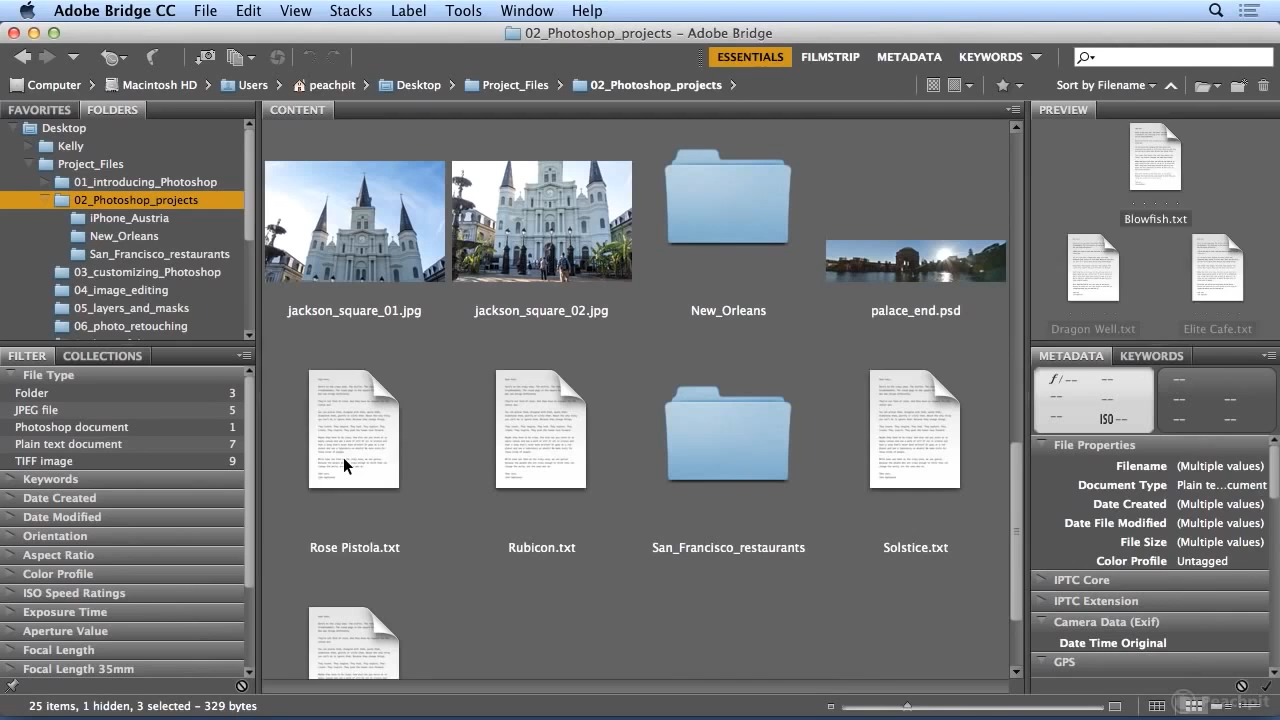 Adobe Bridge CC File Edit View Stacks Label Tools Window Help
02_Photoshop_projects – Adobe Bridge
ESSENTIALS FILMSTRIP METADATA KEYWORDS
Computer Macintosh HD Users peachpit Desktop Project_Files 02_Photoshop_projects Sort by Filename
FAVORITES FOLDERS
Desktop
Kelly
Project_Files
01_introducing_Photoshop
02_Photoshop_projects
iPhone_Austria
New_Orleans
San_Francisco_restaurants
03_customizing_Photoshop
04_image_editing
05_layers_and_masks
06_photo_retouching
FILTER COLLECTIONS
File Type
Folder 3
JPEG file 5
Photoshop document 1
Plain text document 7
Keywords
Date Created
Date Modified
Orientation
Aspect Ratio
Color Profile
ISO Speed Ratings
Exposure Time
Aperture Value
Focal Length
Focal Length 35mm
CONTENT
jackson_square_01.jpg jackson_square_02.jpg New_Orleans palace_end.psd
Rose Pistola.txt Rubicon.txt San_Francisco_restaurants Solstice.txt
PREVIEW
Blowfish.txt
Dragon Well.txt Elite Cafe.txt
METADATA KEYWORDS
f/-- -- -- --
-- -- -- --
-- ISO --
File Properties
Filename (Multiple values)
Document Type Plain te...cument
Date Created (Multiple values)
Date File Modified (Multiple values)
File Size (Multiple values)
Color Profile Untagged
IPTC Core
IPTC Extension
Camera Data (Exif)
Date Time Original
GPS
25 items, 1 hidden, 3 selected – 329 bytes
peachpit